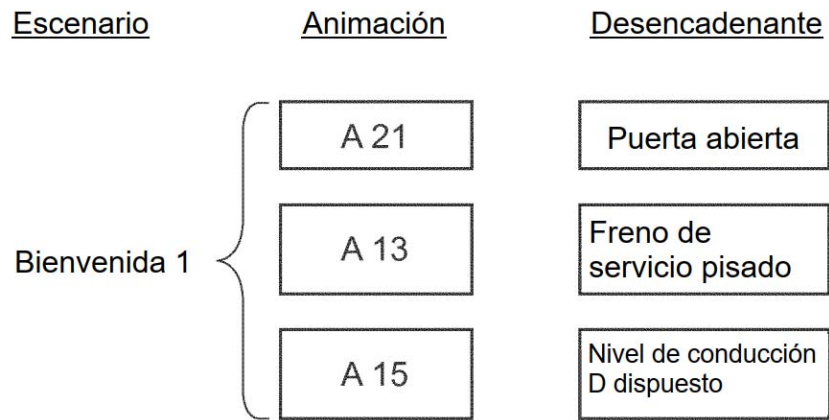 Escenario
Animación
Desencadenante
A 21
Puerta abierta
Bienvenida 1
A 13
Freno de
servicio pisado
A 15
Nivel de conducción
D dispuesto